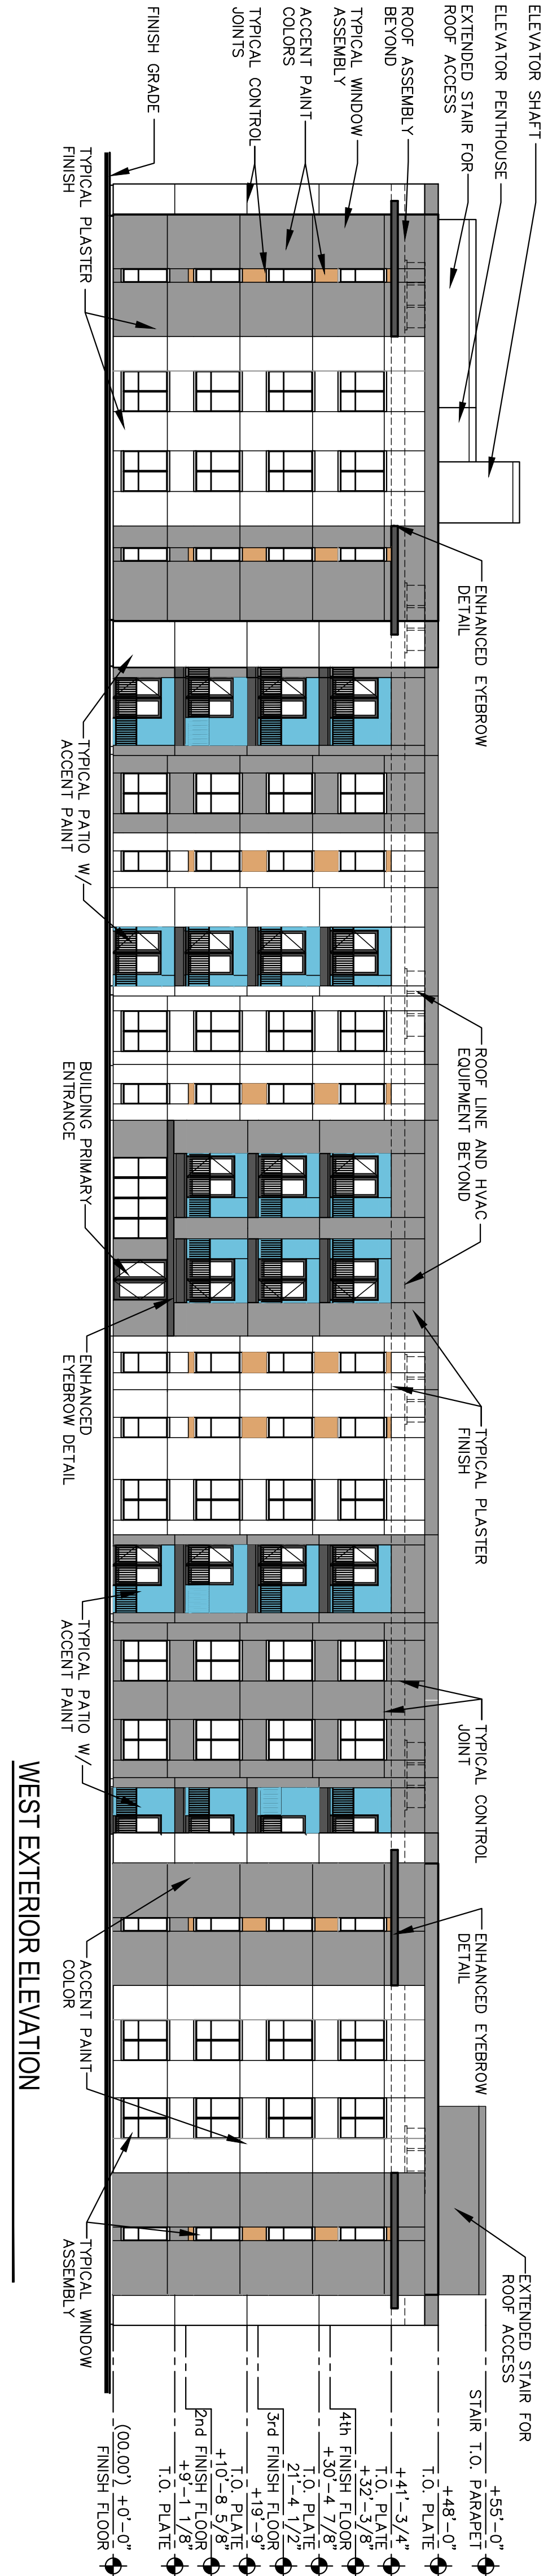 ELEVATOR SHAFT
ELEVATOR PENTHOUSE
EXTENDED STAIR FOR
ROOF ACCESS
ROOF ASSEMBLY
BEYOND
TYPICAL WINDOW
ASSEMBLY
ACCENT PAINT
COLORS
TYPICAL CONTROL
JOINTS
FINISH GRADE
TYPICAL PLASTER
FINISH
ENHANCED EYEBROW
DETAIL
TYPICAL PATIO W/
ACCENT PAINT
ROOF LINE AND HVAC
EQUIPMENT BEYOND
BUILDING PRIMARY
ENTRANCE
ENHANCED
EYEBROW DETAIL
TYPICAL PLASTER
FINISH
TYPICAL PATIO W/
ACCENT PAINT
TYPICAL CONTROL
JOINT
ENHANCED EYEBROW
DETAIL
ACCENT PAINT
COLOR
TYPICAL WINDOW
ASSEMBLY
EXTENDED STAIR FOR
ROOF ACCESS
+55'-0"
STAIR T.O. PARAPET
+48'-0"
T.O. PLATE
+41'-3/4"
T.O. PLATE
+32'-3/8"
4th FINISH FLOOR
+30'-4 7/8"
T.O. PLATE
21'-4 1/2"
3rd FINISH FLOOR
+19'-9"
T.O. PLATE
+10'-8 5/8"
2nd FINISH FLOOR
+9'-1 1/8"
T.O. PLATE
(00.00') +0'-0"
FINISH FLOOR
WEST EXTERIOR ELEVATION